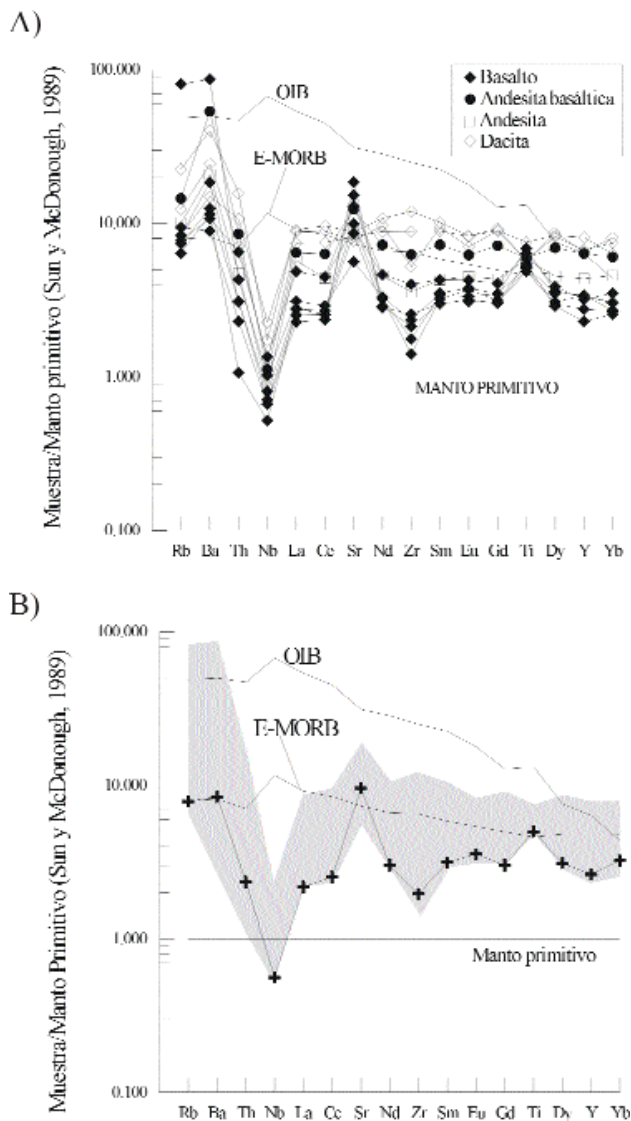 A)
Muestra/Manto primitivo (Sun y McDonough, 1989)
100.000
10.000
1.000
0.100
OIB
E-MORB
MANTO PRIMITIVO
Basalto
Andesita basáltica
Andesita
Dacita
Rb Ba Th Nb La Ce Sr Nd Zr Sm Eu Gd Ti Dy Y Yb
B)
Muestra/Manto Primitivo (Sun y McDonough, 1989)
100.000
10.000
1.000
0.100
OIB
E-MORB
Manto primitivo
Rb Ba Th Nb La Ce Sr Nd Zr Sm Eu Gd Ti Dy Y Yb